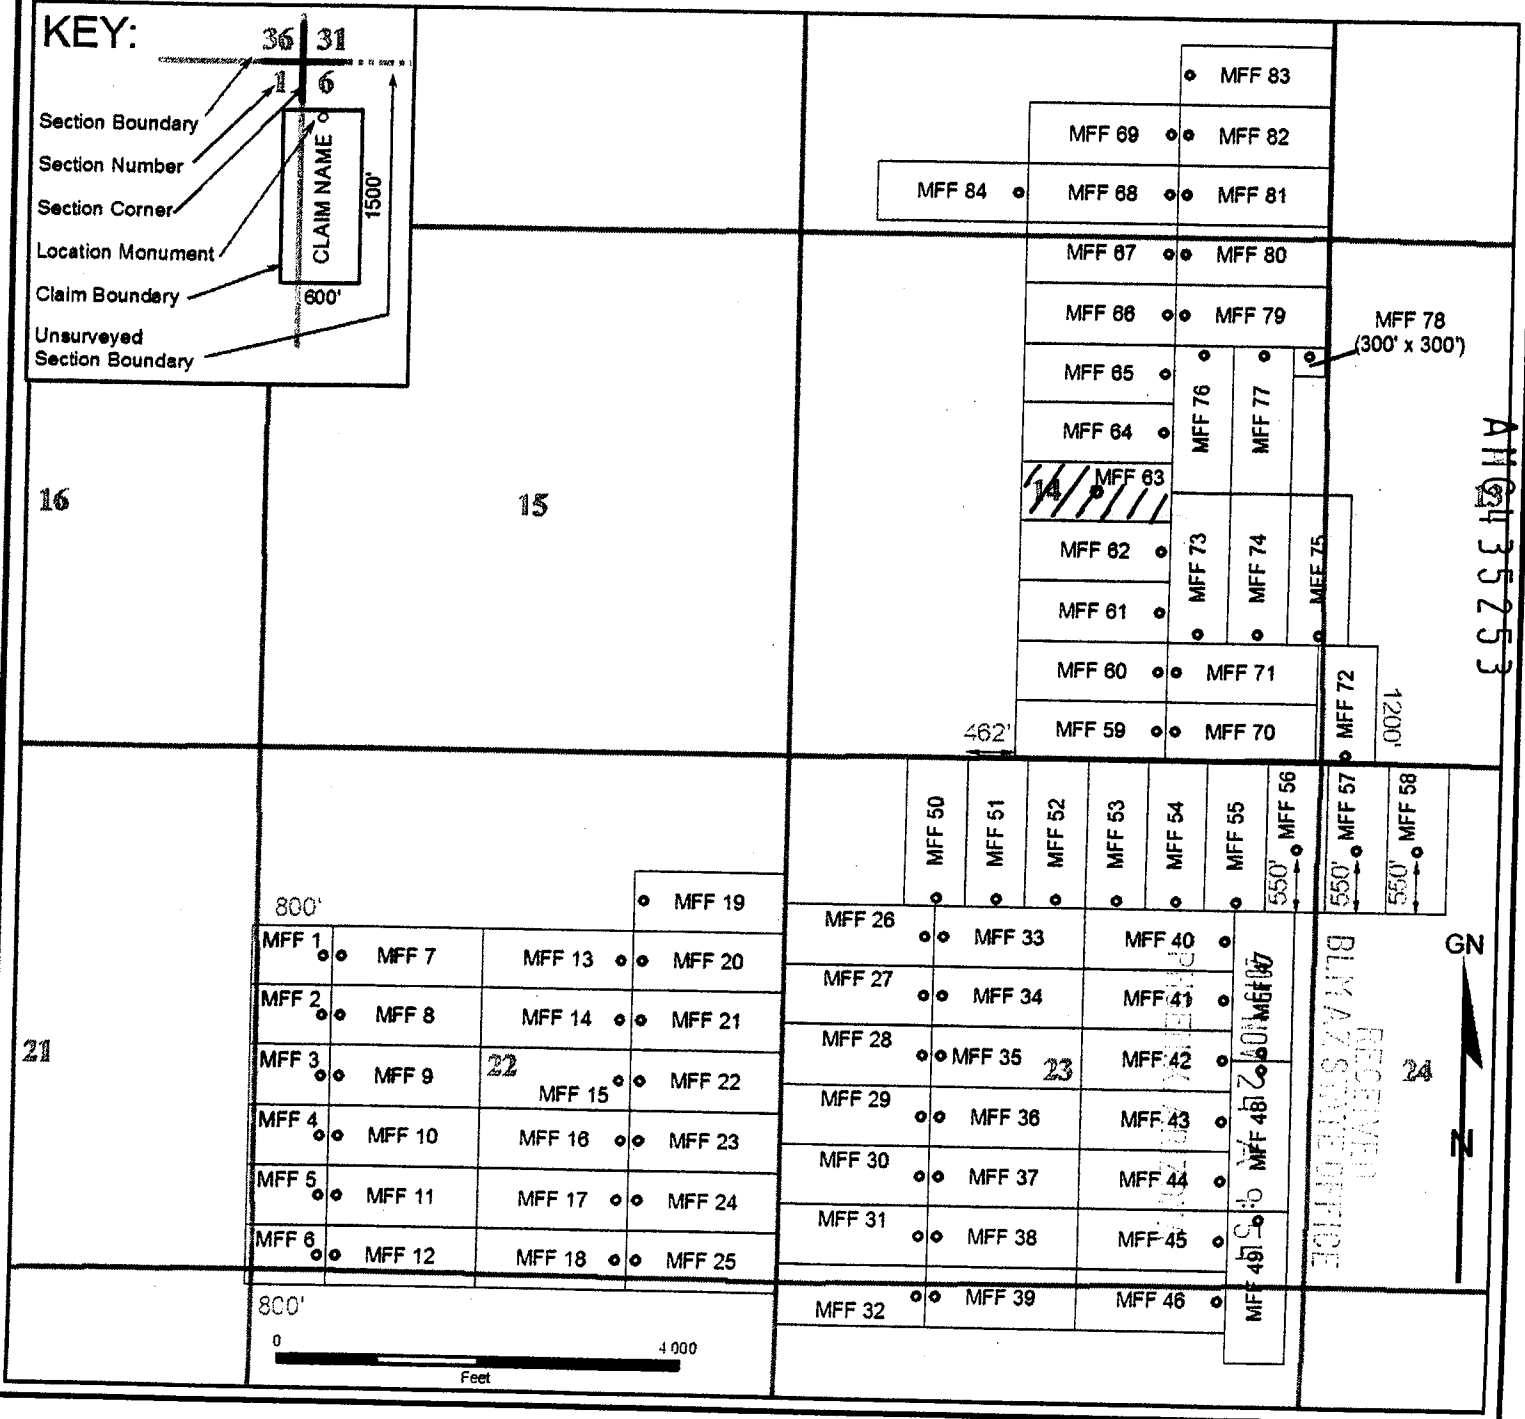 KEY:
36 31
1 6
Section Boundary
Section Number
Section Corner
Location Monument
Claim Boundary
Unsurveyed
Section Boundary
CLAIM NAME
1500'
600'
MFF 83
MFF 69
MFF 82
MFF 84
MFF 68
MFF 81
MFF 67
MFF 80
MFF 66
MFF 79
MFF 78
(300' x 300')
MFF 65
MFF 76
MFF 77
MFF 64
MFF 63
14
16
15
MFF 62
MFF 73
MFF 74
MFF 75
MFF 61
MFF 60
MFF 71
MFF 72
1200'
462'
MFF 59
MFF 70
MFF 50
MFF 51
MFF 52
MFF 53
MFF 54
MFF 55
MFF 56
MFF 57
MFF 58
550'
550'
550'
800'
MFF 19
MFF 26
MFF 1
MFF 7
MFF 13
MFF 20
MFF 33
MFF 40
GN
MFF 2
MFF 8
MFF 14
MFF 21
MFF 27
MFF 34
MFF 41
21
MFF 3
MFF 9
22
MFF 15
MFF 22
MFF 28
MFF 35
23
MFF 42
24
MFF 4
MFF 10
MFF 16
MFF 23
MFF 29
MFF 36
MFF 43
MFF 48
N
MFF 5
MFF 11
MFF 17
MFF 24
MFF 30
MFF 37
MFF 44
MFF 6
MFF 12
MFF 18
MFF 25
MFF 31
MFF 38
MFF 45
MFF 49
800'
MFF 32
MFF 39
MFF 46
0
4 000
Feet
RECEIVED
BLM AZ STATE OFFICE